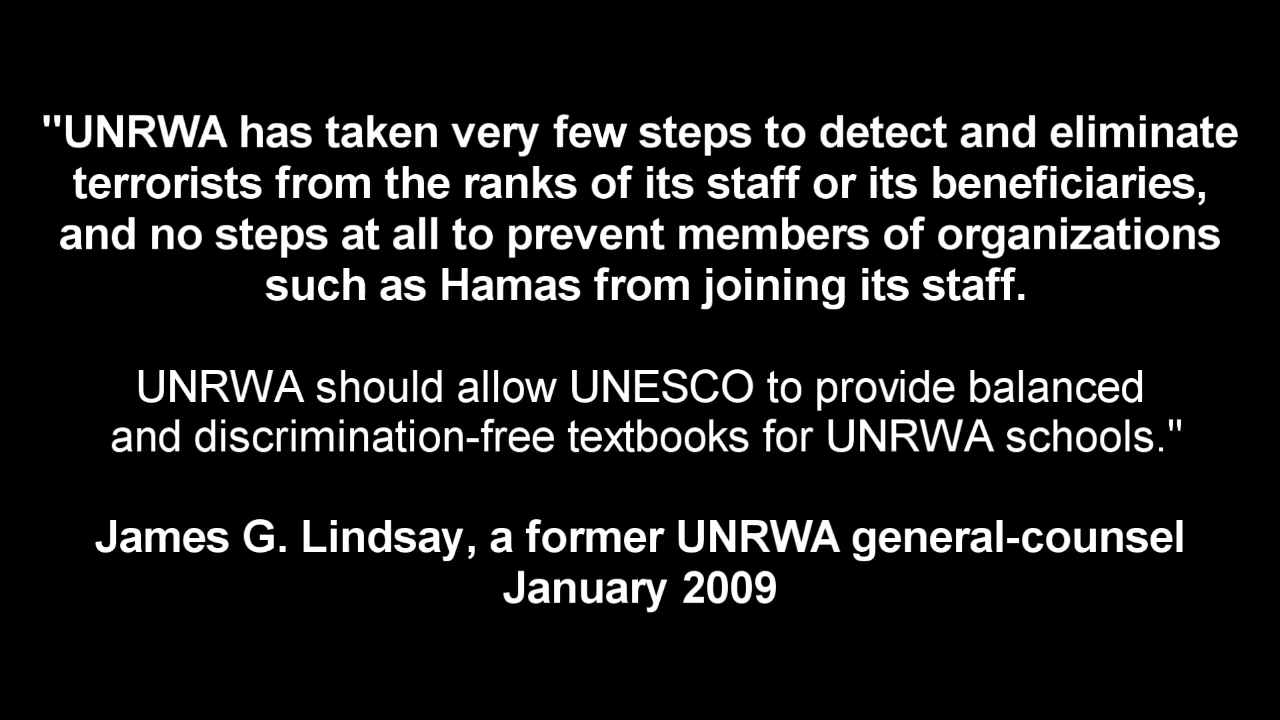 "UNRWA has taken very few steps to detect and eliminate
terrorists from the ranks of its staff or its beneficiaries,
and no steps at all to prevent members of organizations
such as Hamas from joining its staff.
UNRWA should allow UNESCO to provide balanced
and discrimination-free textbooks for UNRWA schools."
James G. Lindsay, a former UNRWA general-counsel
January 2009